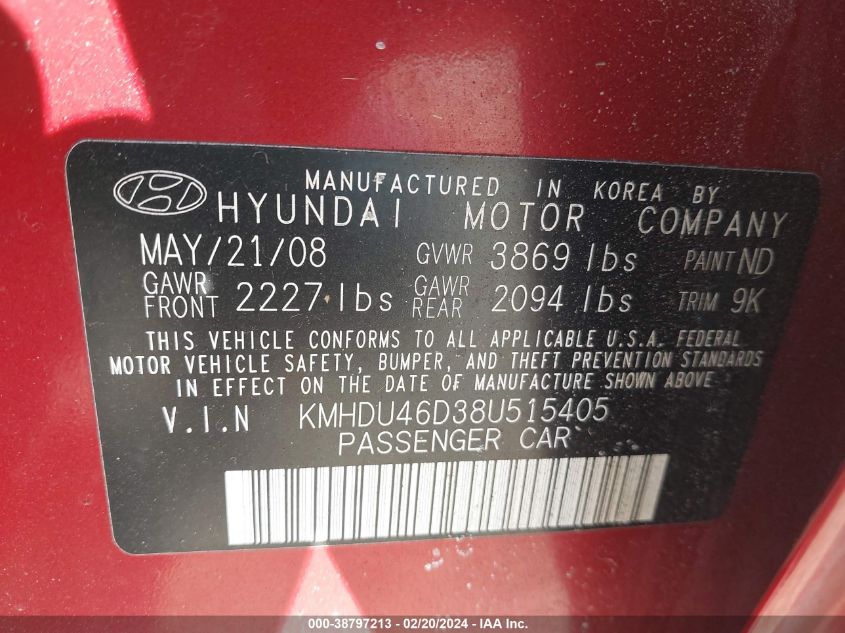 MANUFACTURED IN KOREA BY
HYUNDAI MOTOR COMPANY
MAY/21/08 GVWR 3869 lbs PAINT ND
GAWR FRONT 2227 lbs GAWR REAR 2094 lbs TRIM 9K
THIS VEHICLE CONFORMS TO ALL APPLICABLE U.S.A. FEDERAL
MOTOR VEHICLE SAFETY, BUMPER, AND THEFT PREVENTION STANDARDS
IN EFFECT ON THE DATE OF MANUFACTURE SHOWN ABOVE
V.I.N KMHDU46D38U515405
PASSENGER CAR
000-38797213 - 02/20/2024 - IAA Inc.